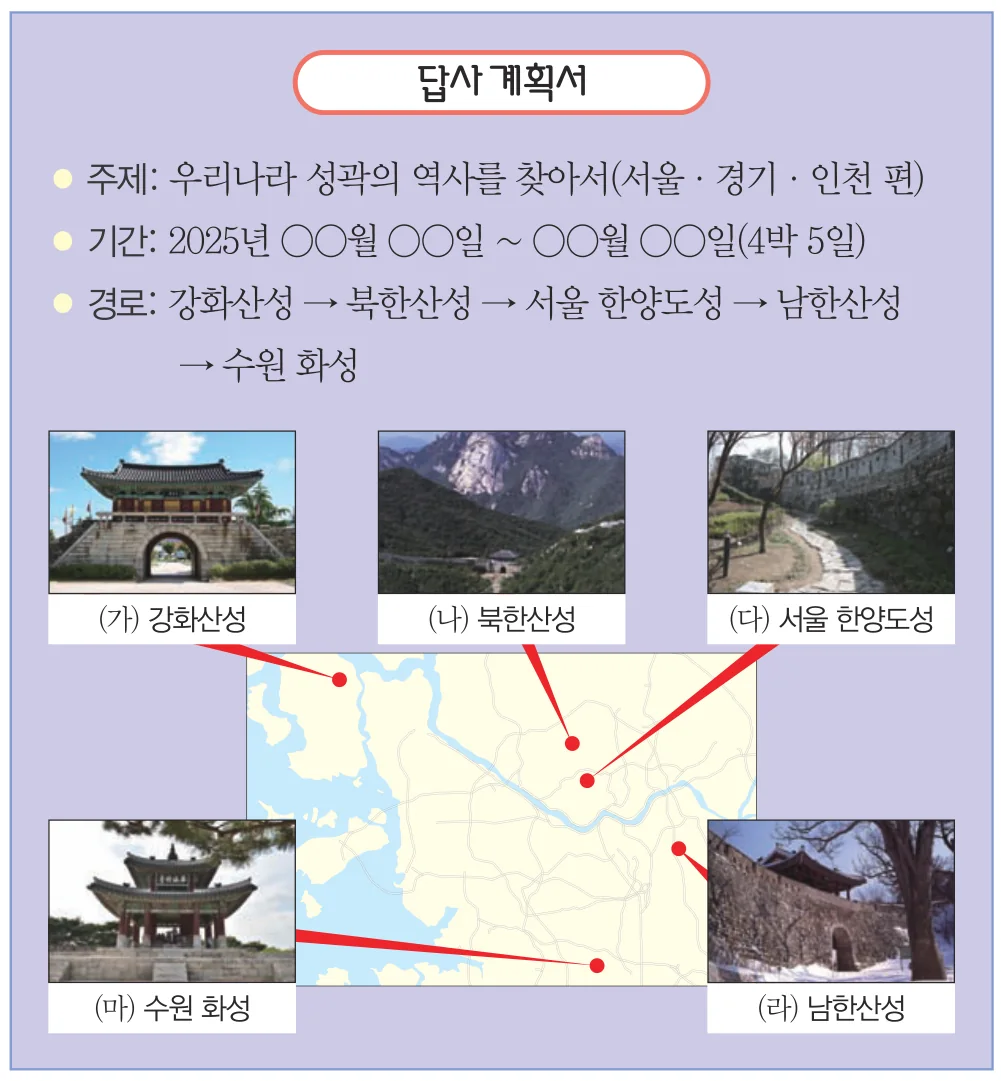 답사 계획서
주제: 우리나라 성곽의 역사를 찾아서(서울 · 경기 · 인천 편)
기간: 2025년 ○○월 ○○일 ~ ○○월 ○○일(4박 5일)
경로: 강화산성 → 북한산성 → 서울 한양도성 → 남한산성
→ 수원 화성
(가) 강화산성
(나) 북한산성
(다) 서울 한양도성
(마) 수원 화성
(라) 남한산성